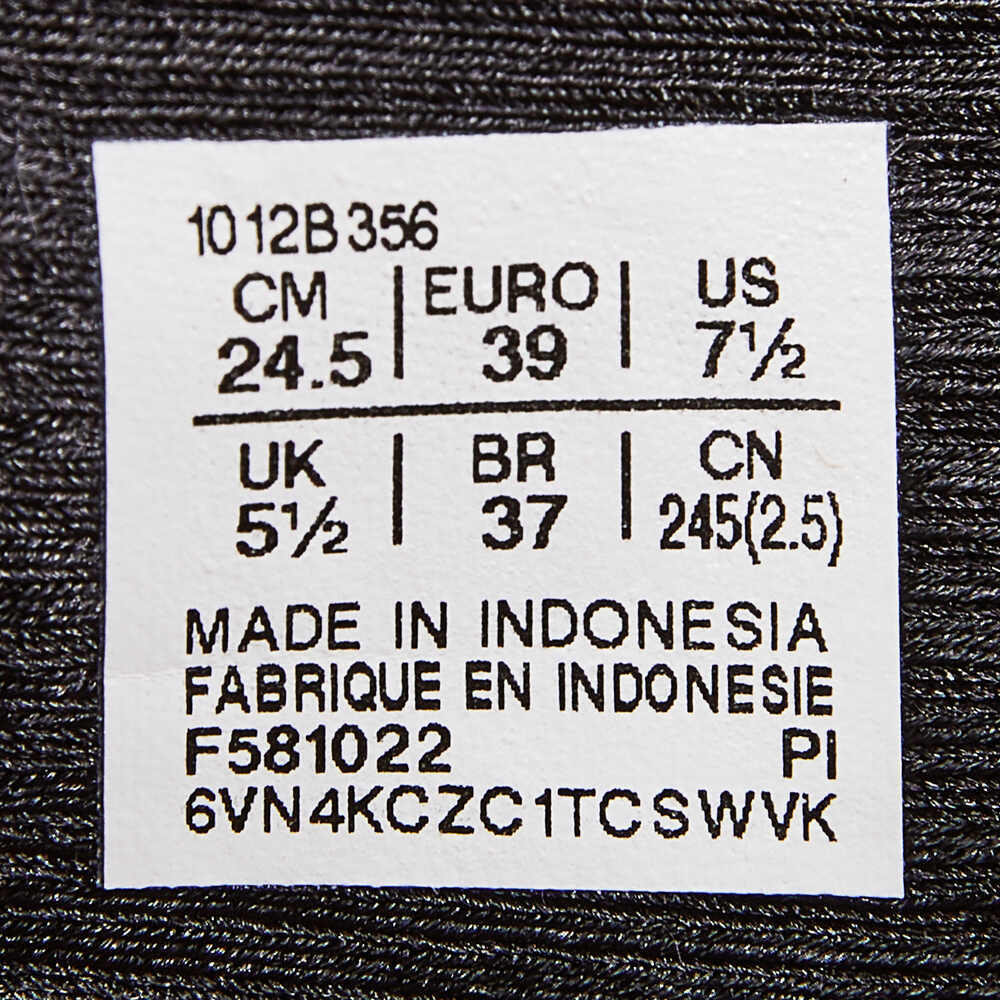 1012B356
CM | EURO | US
24.5 | 39 | 7½
UK | BR | CN
5½ | 37 | 245(2.5)
MADE IN INDONESIA
FABRIQUE EN INDONESIE
F581022 PI
6VN4KCZC1TCSWVK